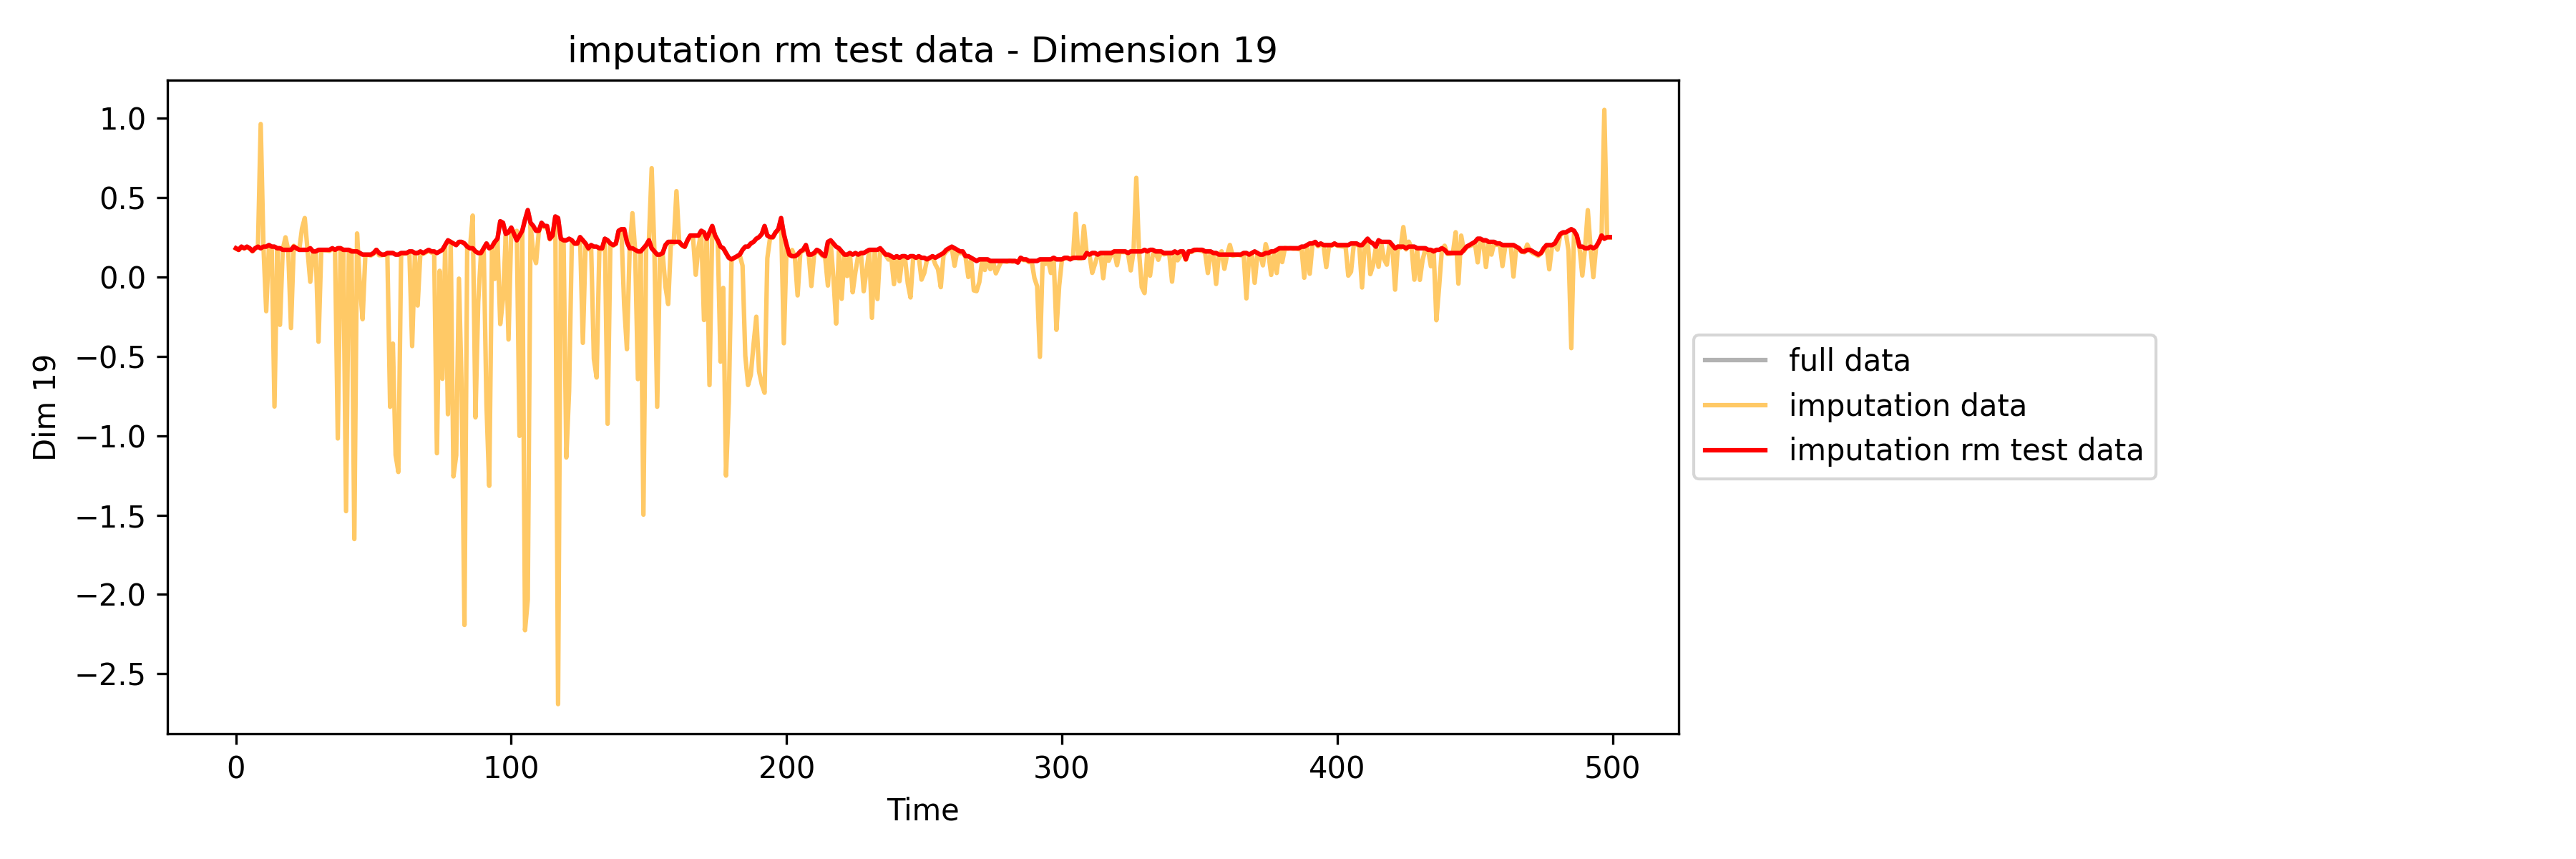 imputation rm test data - Dimension 19
1.0
0.5
0.0
−0.5
−1.0
−1.5
−2.0
−2.5
Dim 19
0 100 200 300 400 500
Time
full data
imputation data
imputation rm test data